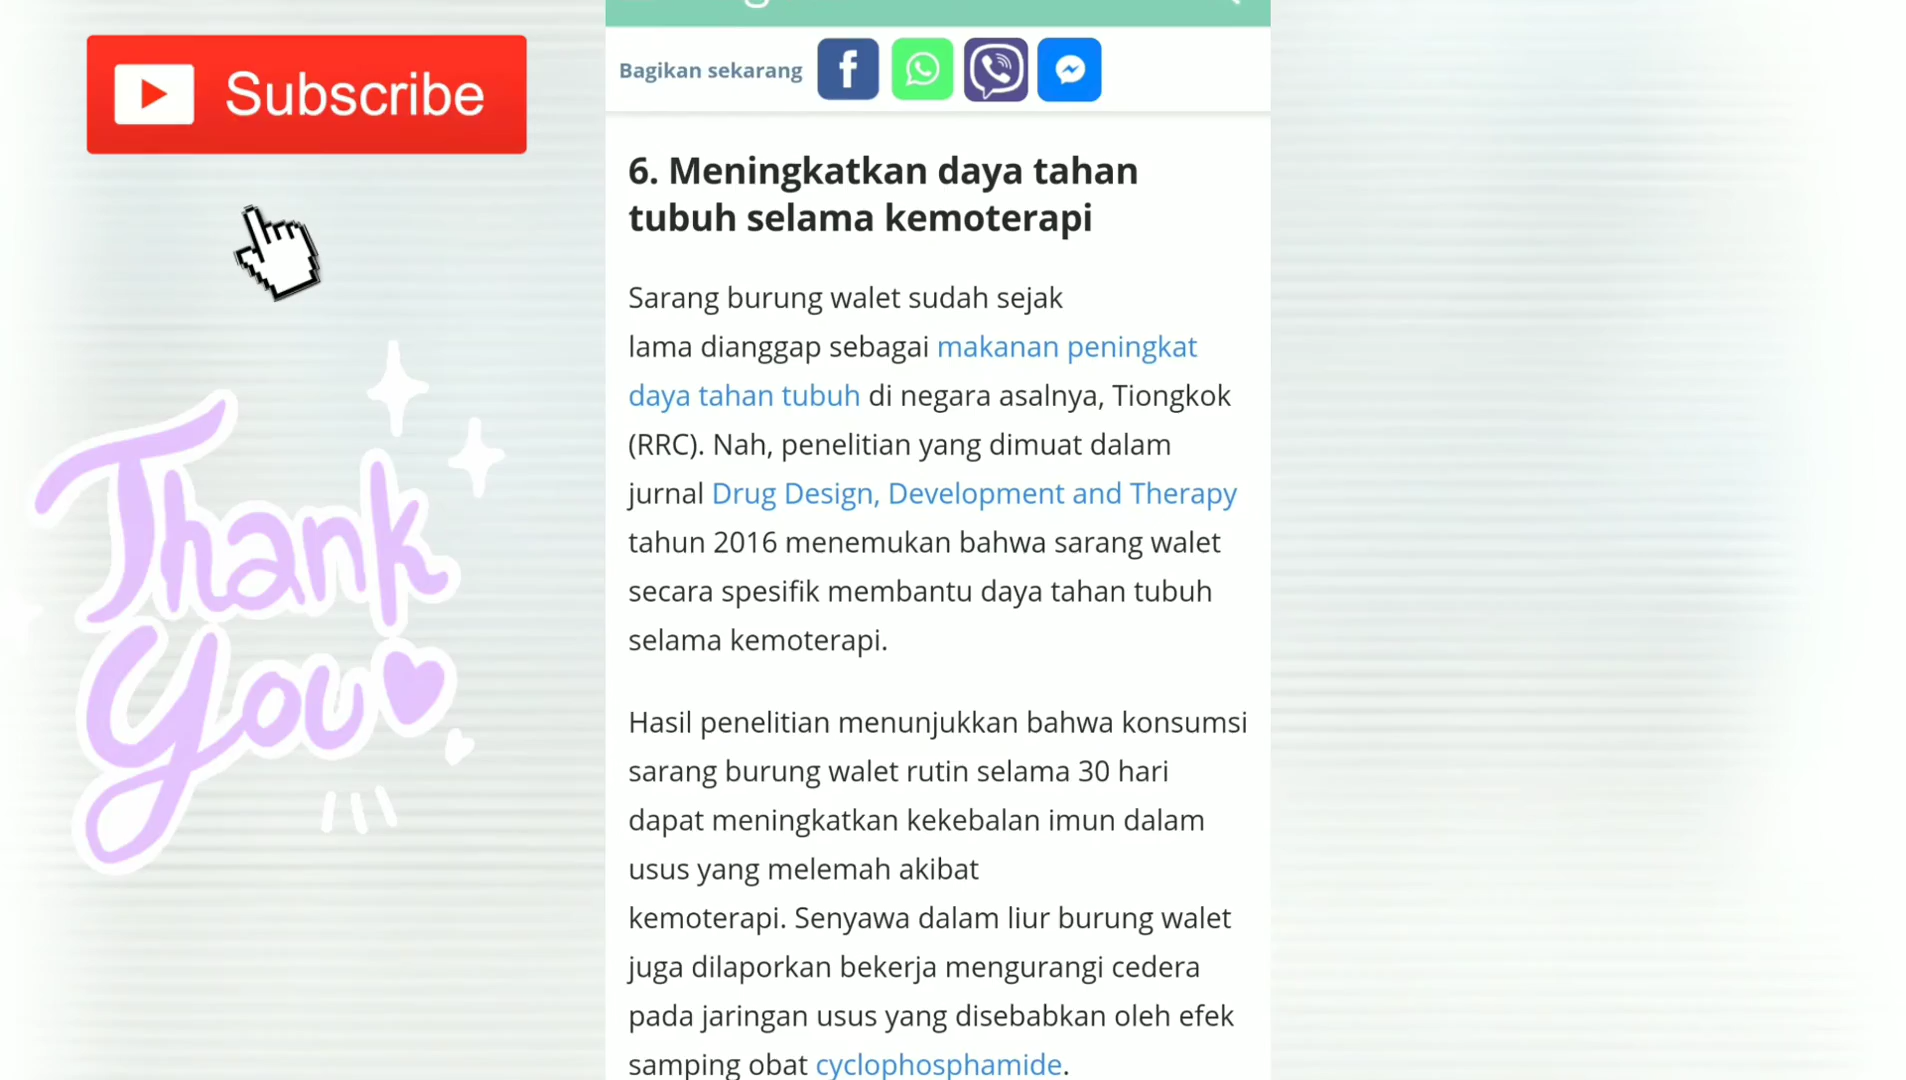 Subscribe
Thank
You
Bagikan sekarang
6. Meningkatkan daya tahan
tubuh selama kemoterapi
Sarang burung walet sudah sejak
lama dianggap sebagai makanan peningkat
daya tahan tubuh di negara asalnya, Tiongkok
(RRC). Nah, penelitian yang dimuat dalam
jurnal Drug Design, Development and Therapy
tahun 2016 menemukan bahwa sarang walet
secara spesifik membantu daya tahan tubuh
selama kemoterapi.
Hasil penelitian menunjukkan bahwa konsumsi
sarang burung walet rutin selama 30 hari
dapat meningkatkan kekebalan imun dalam
usus yang melemah akibat
kemoterapi. Senyawa dalam liur burung walet
juga dilaporkan bekerja mengurangi cedera
pada jaringan usus yang disebabkan oleh efek
samping obat cyclophosphamide.